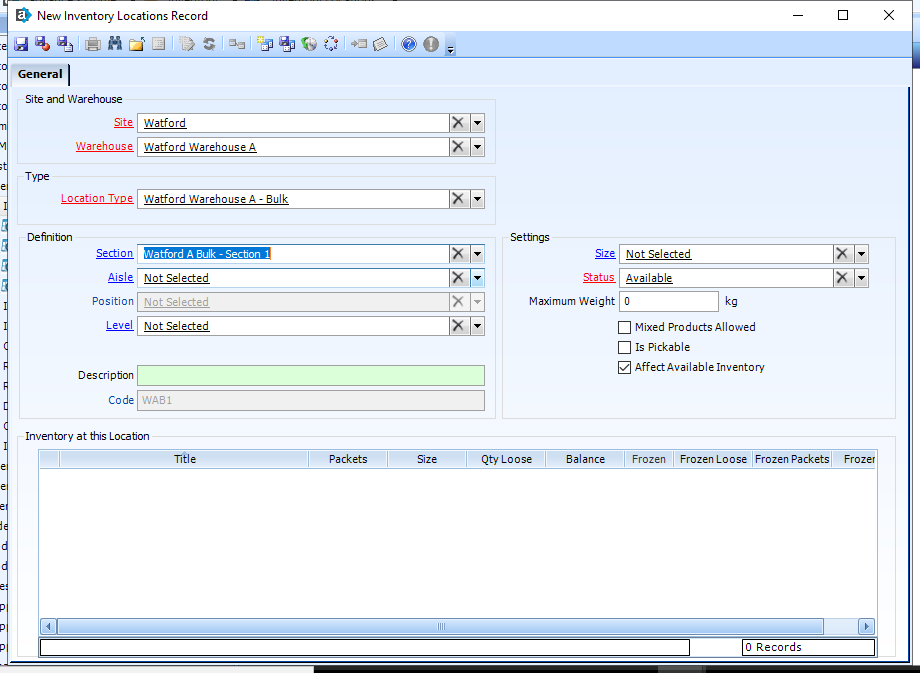 New Inventory Locations Record
General
Site and Warehouse
Site Watford
Warehouse Watford Warehouse A
Type
Location Type Watford Warehouse A - Bulk
Definition
Section Watford A Bulk - Section 1
Aisle Not Selected
Position Not Selected
Level Not Selected
Description
Code WAB1
Settings
Size Not Selected
Status Available
Maximum Weight 0 kg
Mixed Products Allowed
Is Pickable
Affect Available Inventory
Inventory at this Location
Title Packets Size Qty Loose Balance Frozen Frozen Loose Frozen Packets Frozen
0 Records